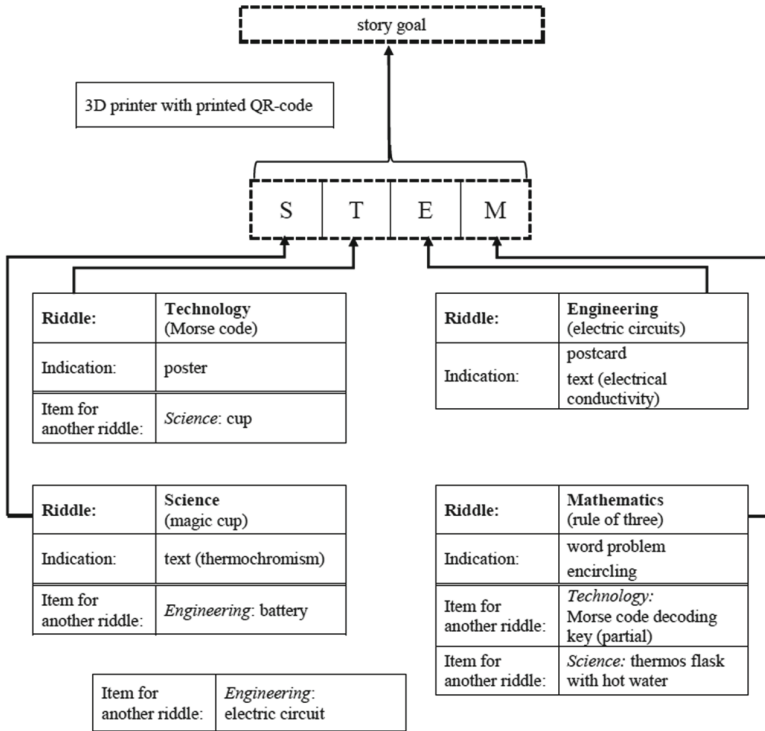 story goal
3D printer with printed QR-code
S T E M
Riddle: Technology
(Morse code)
Indication: poster
Item for
another riddle: Science: cup
Riddle: Engineering
(electric circuits)
Indication: postcard
text (electrical
conductivity)
Riddle: Science
(magic cup)
Indication: text (thermochromism)
Item for
another riddle: Engineering: battery
Riddle: Mathematics
(rule of three)
Indication: word problem
encircling
Item for
another riddle: Technology:
Morse code decoding
key (partial)
Item for
another riddle: Science: thermos flask
with hot water
Item for
another riddle: Engineering:
electric circuit